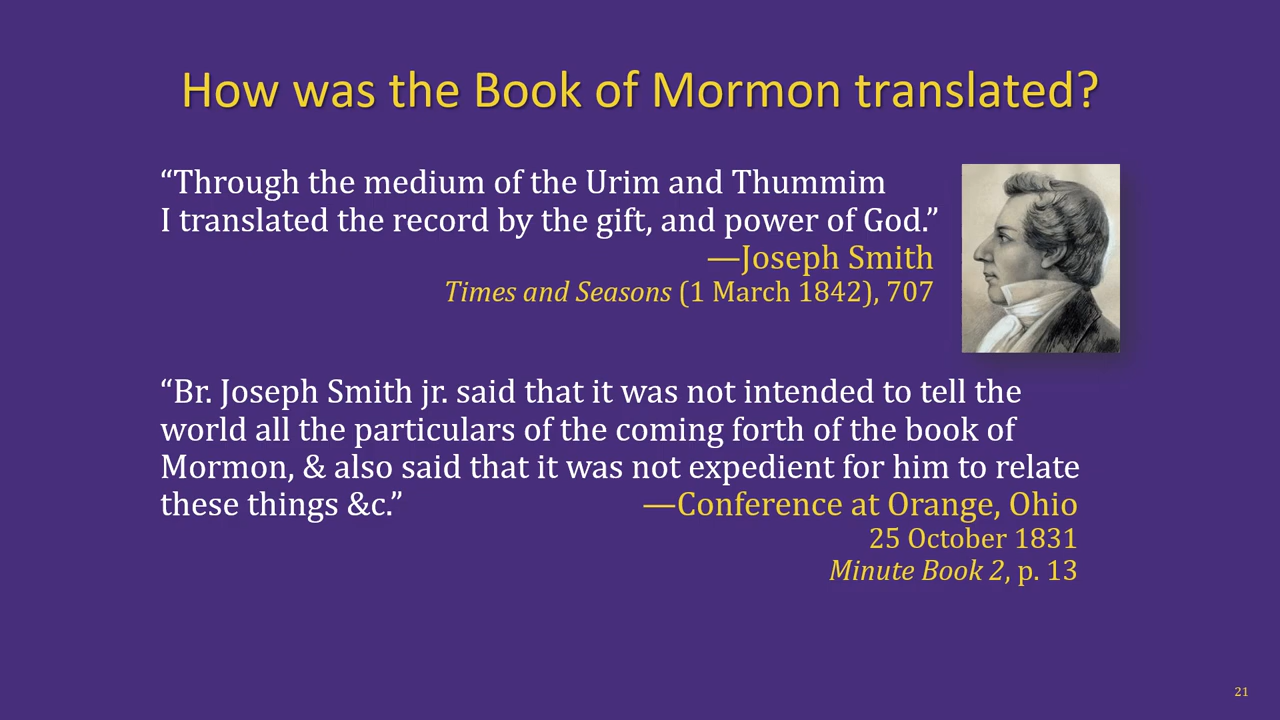 How was the Book of Mormon translated?
“Through the medium of the Urim and Thummim
I translated the record by the gift, and power of God.”
—Joseph Smith
Times and Seasons (1 March 1842), 707
“Br. Joseph Smith jr. said that it was not intended to tell the
world all the particulars of the coming forth of the book of
Mormon, & also said that it was not expedient for him to relate
these things &c.” —Conference at Orange, Ohio
25 October 1831
Minute Book 2, p. 13
21